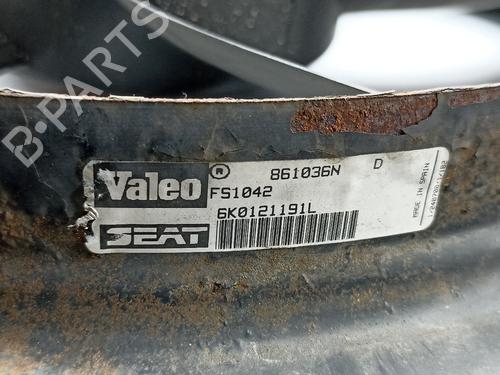 B-PARTS
Valeo ® 861036N D
FS1042
SEAT 6K0121191L
MADE IN SPAIN